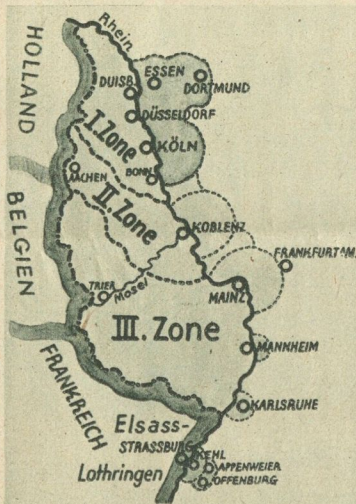 HOLLAND
Rhein
ESSEN
DUISB.
DORTMUND
DÜSSELDORF
I. Zone
KÖLN
AACHEN
BONN
BELGIEN
II. Zone
KOBLENZ
FRANKFURT a M.
TRIER
Mosel
MAINZ
III. Zone
MANNHEIM
FRANKREICH
KARLSRUHE
Elsass-
STRASSBURG
KEHL
Lothringen
APPENWEIER
OFFENBURG